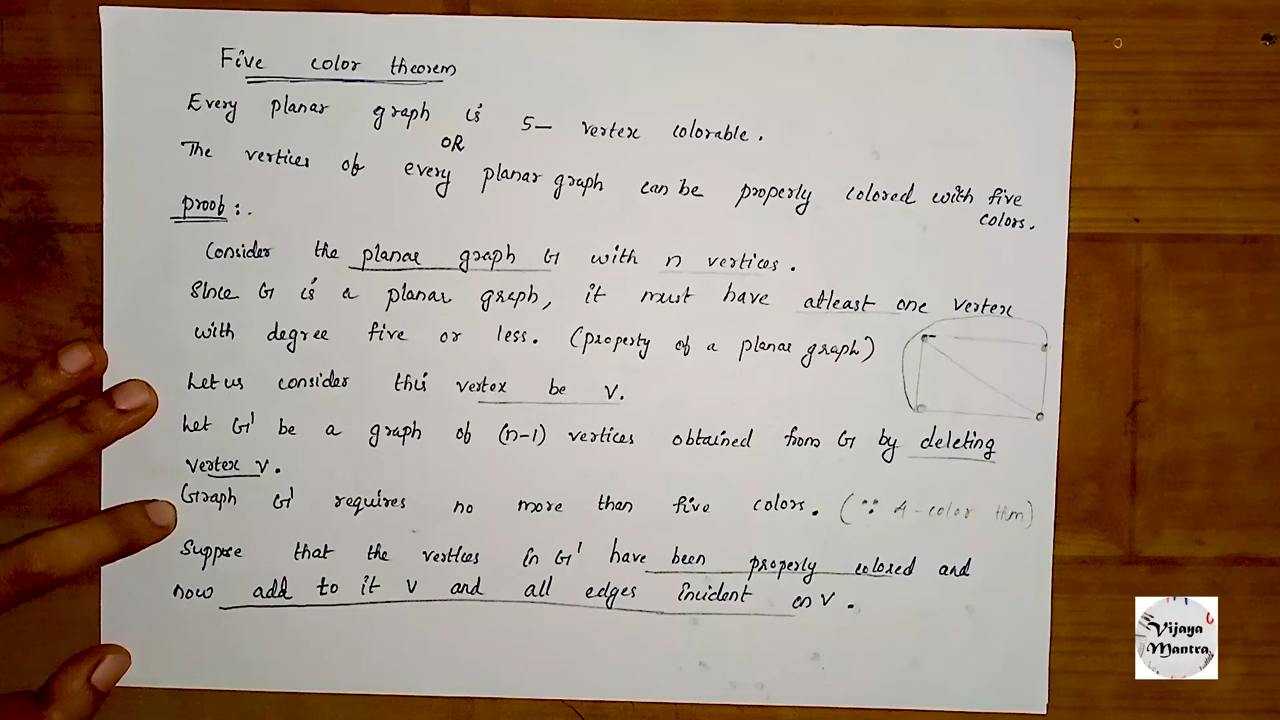 Five color theorem
Every planar graph is 5- vertex colorable.
OR
The vertices of every planar graph can be properly colored with five
colors.
proof:.
Consider the planar graph G with n vertices.
Since G is a planar graph, it must have atleast one vertex
with degree five or less. (property of a planar graph)
Let us consider this vertex be v.
Let G' be a graph of (n-1) vertices obtained from G by deleting
vertex v.
Graph G' requires no more than five colors. (∵ 4-color thm)
Suppose that the vertices in G' have been properly colored and
now add to it v and all edges incident on v.
Vijaya
Mantra